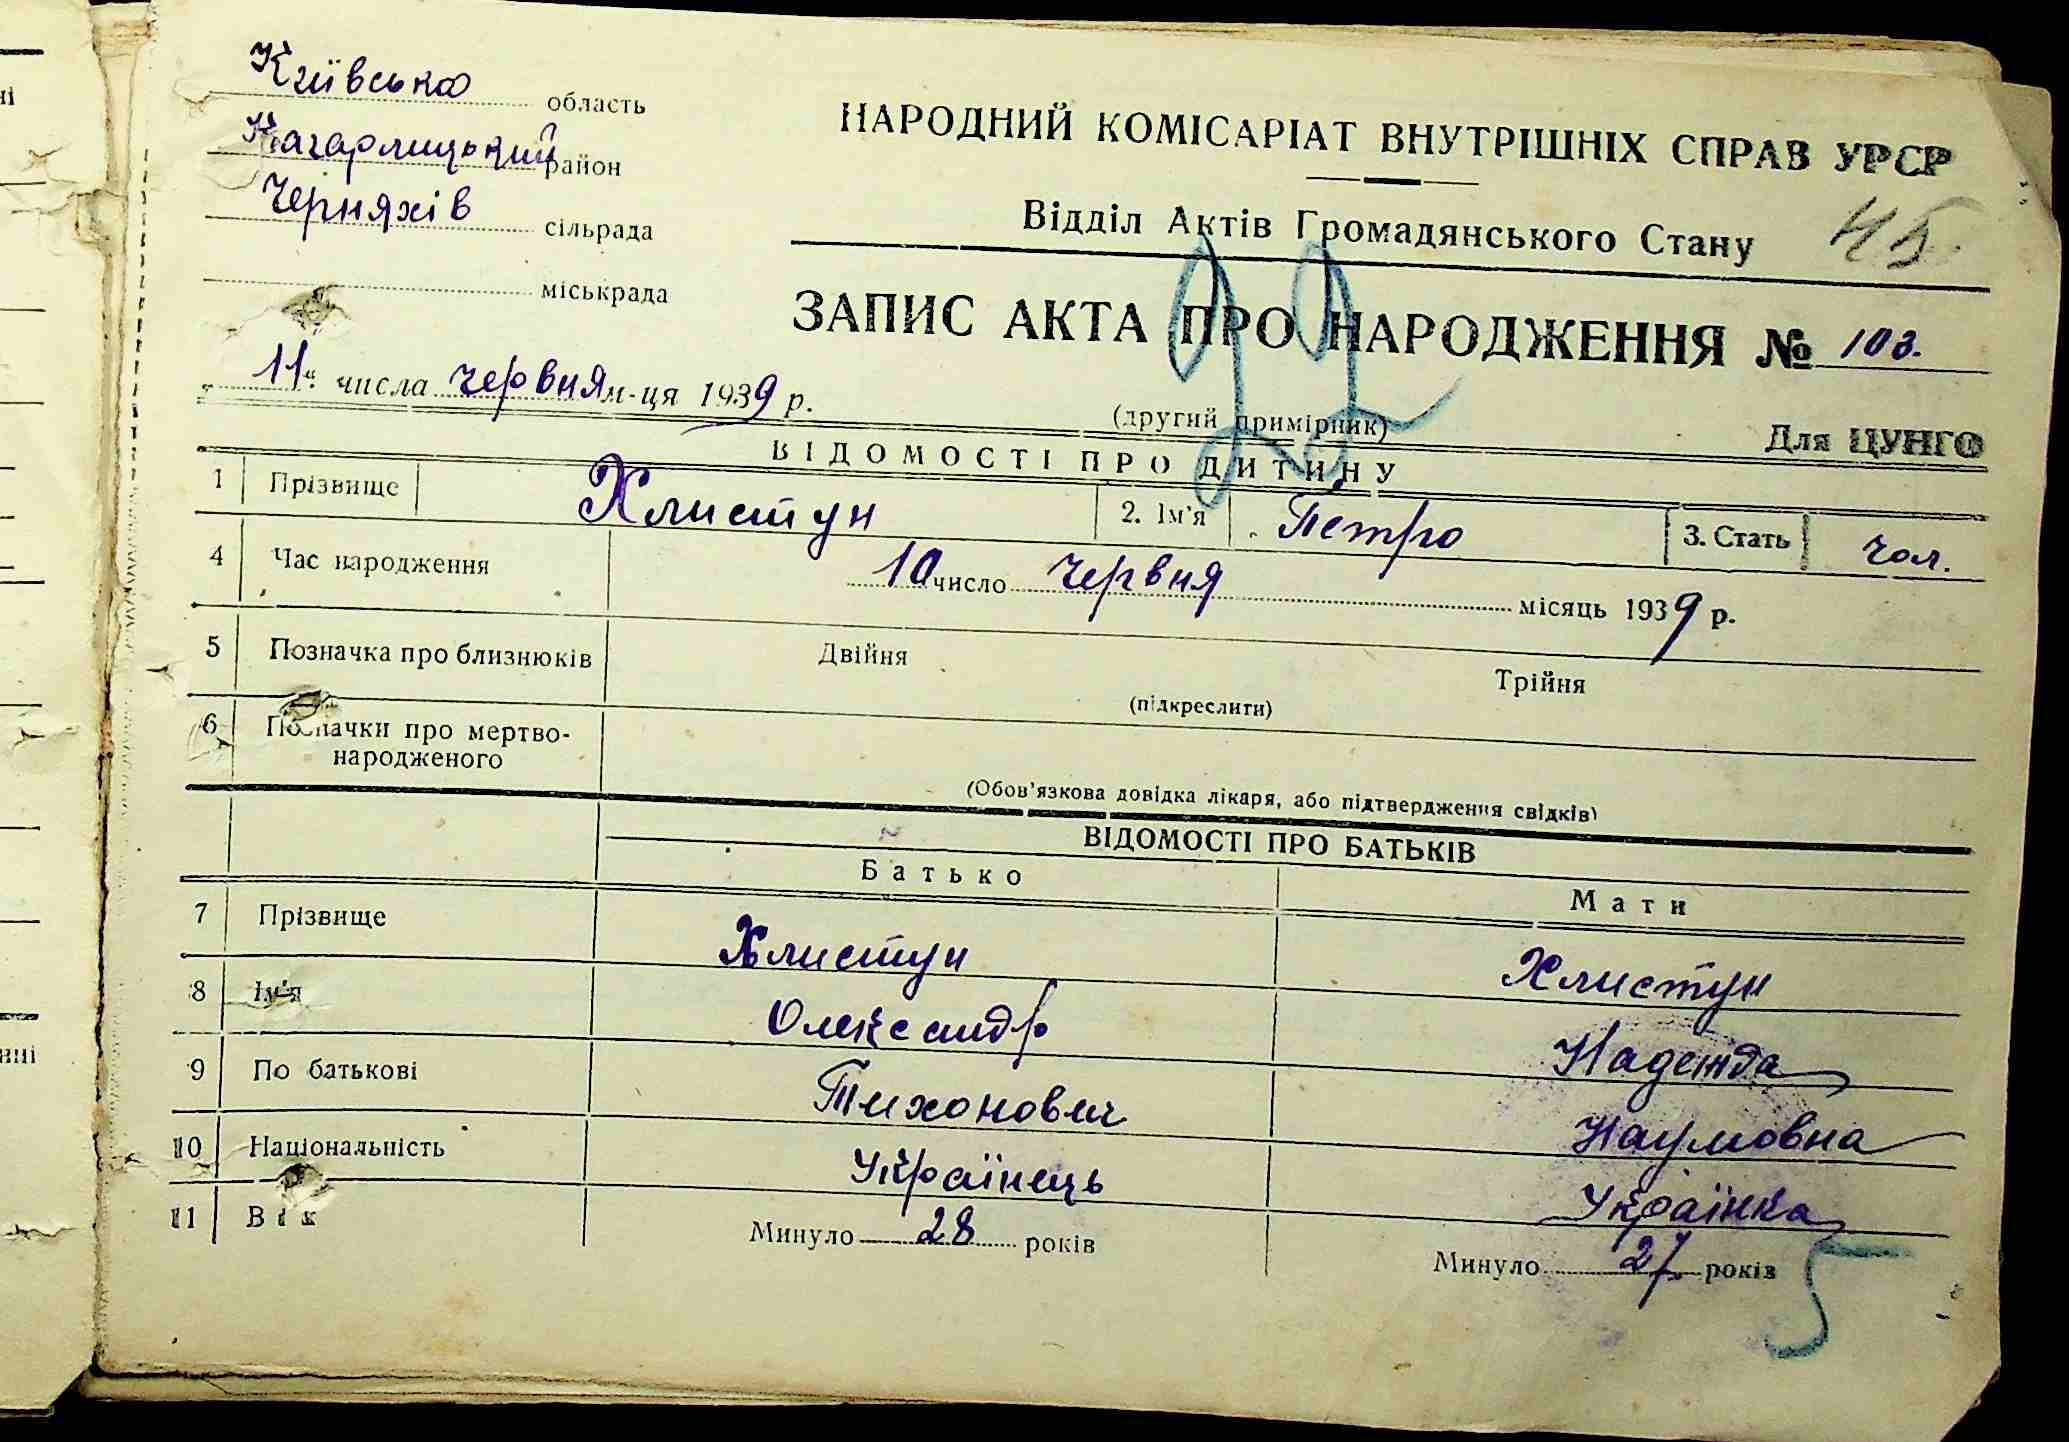 Київська область
Кагарлицький район
Черняхів сільрада
міськрада
НАРОДНИЙ КОМІСАРІАТ ВНУТРІШНІХ СПРАВ УРСР
Відділ Актів Громадянського Стану
45
ЗАПИС АКТА ПРО НАРОДЖЕННЯ № 103.
„11“ числа червня м-ця 1939 р.
(другий примірник)
Для ЦУНГО
ВІДОМОСТІ ПРО ДИТИНУ
1 Прізвище Хлистун 2. Ім'я Петро 3. Стать чол.
4 Час народження 10 число червня місяць 1939 р.
5 Позначка про близнюків Двійня Трійня
(підкреслити)
6 Позначки про мертво-
народженого
(Обов'язкова довідка лікаря, або підтвердження свідків)
ВІДОМОСТІ ПРО БАТЬКІВ
Батько Мати
7 Прізвище Хлистун Хлистун
8 Ім'я Олександр Надежда
9 По батькові Тихонович Наумовна
10 Національність Українець Українка
11 Вік Минуло 28 років Минуло 27 років
5